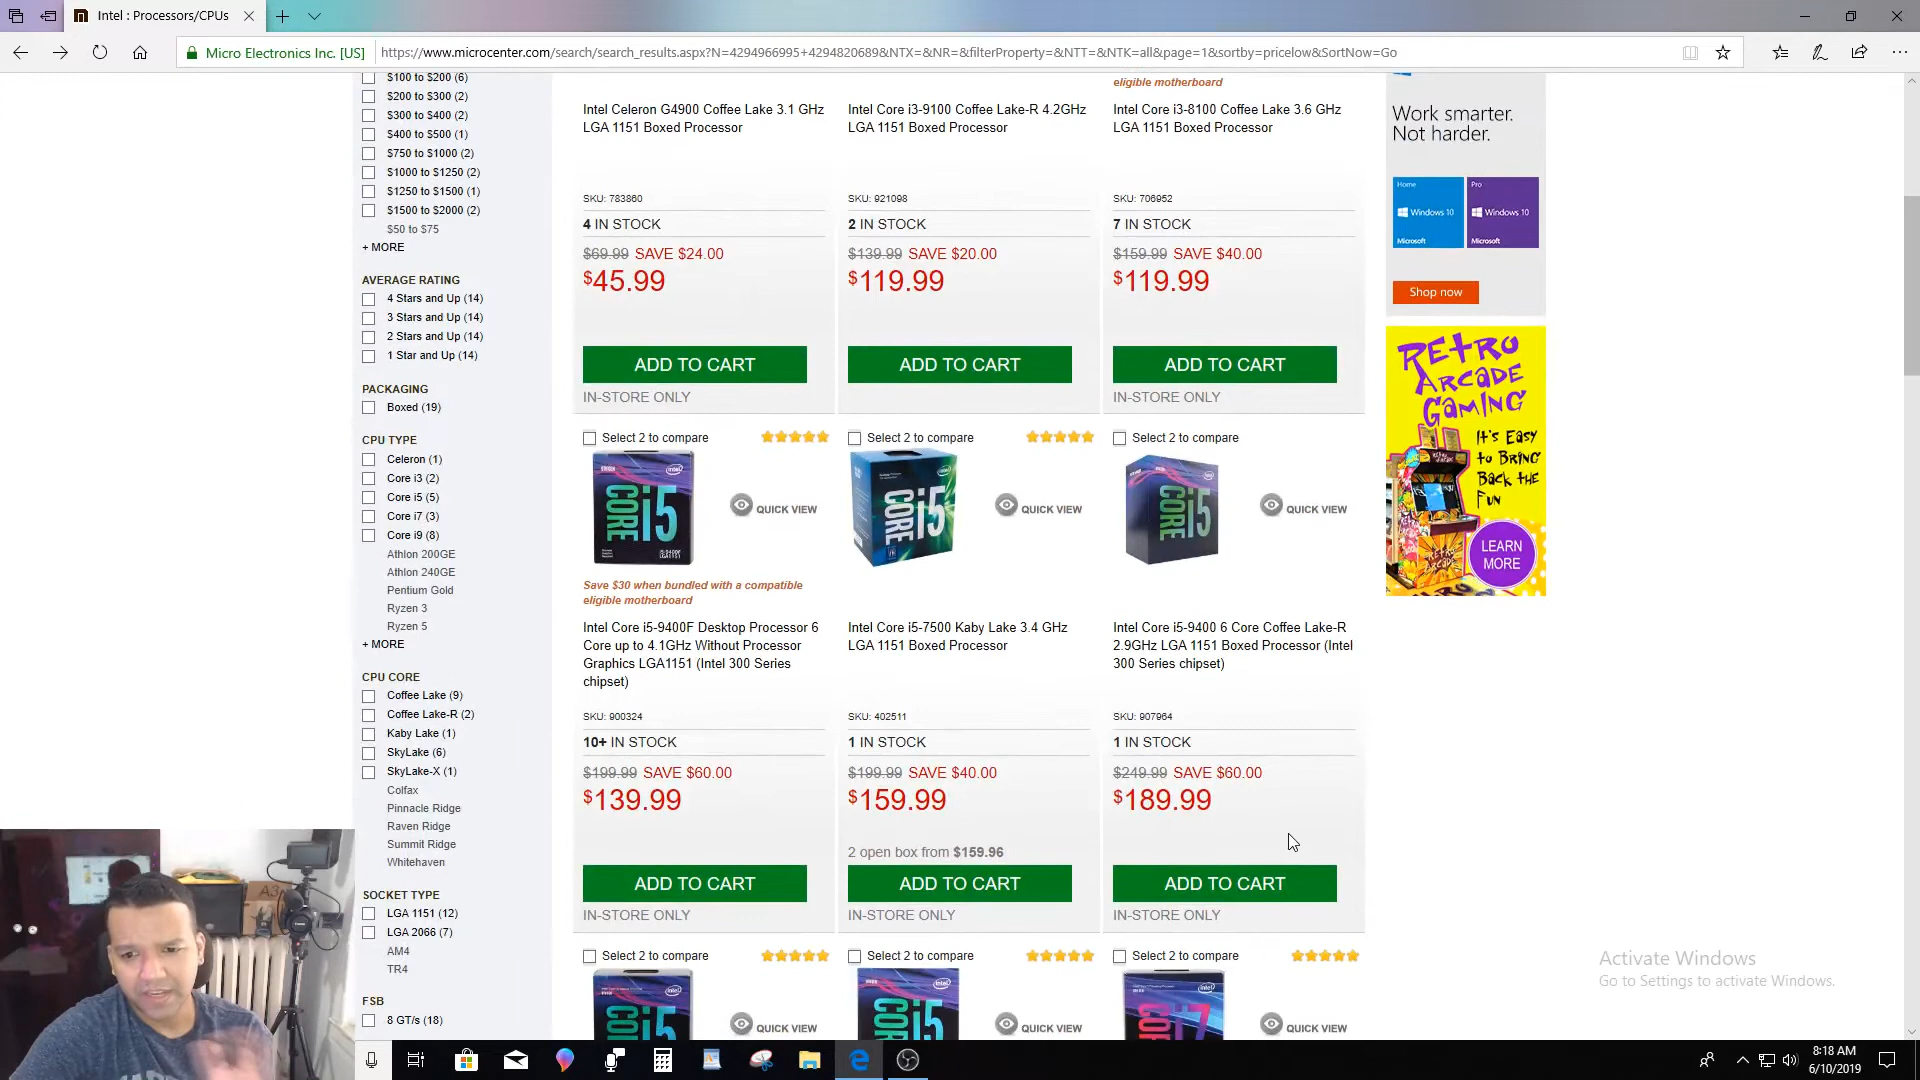 Intel : Processors/CPUs
Micro Electronics Inc. [US]
https://www.microcenter.com/search/search_results.aspx?N=4294966995+4294820689&NTX=&NR=&filterProperty=&NTT=&NTK=all&page=1&sortby=pricelow&SortNow=Go
$100 to $200 (6)
$200 to $300 (2)
$300 to $400 (2)
$400 to $500 (1)
$750 to $1000 (2)
$1000 to $1250 (2)
$1250 to $1500 (1)
$1500 to $2000 (2)
$50 to $75
+ MORE
AVERAGE RATING
4 Stars and Up (14)
3 Stars and Up (14)
2 Stars and Up (14)
1 Star and Up (14)
PACKAGING
Boxed (19)
CPU TYPE
Celeron (1)
Core i3 (2)
Core i5 (5)
Core i7 (3)
Core i9 (8)
Athlon 200GE
Athlon 240GE
Pentium Gold
Ryzen 3
Ryzen 5
+ MORE
CPU CORE
Coffee Lake (9)
Coffee Lake-R (2)
Kaby Lake (1)
SkyLake (6)
SkyLake-X (1)
Colfax
Pinnacle Ridge
Raven Ridge
Summit Ridge
Whitehaven
SOCKET TYPE
LGA 1151 (12)
LGA 2066 (7)
AM4
TR4
FSB
8 GT/s (18)
Intel Celeron G4900 Coffee Lake 3.1 GHz
LGA 1151 Boxed Processor
SKU: 783860
4 IN STOCK
$69.99 SAVE $24.00
$45.99
ADD TO CART
IN-STORE ONLY
Intel Core i3-9100 Coffee Lake-R 4.2GHz
LGA 1151 Boxed Processor
SKU: 921098
2 IN STOCK
$139.99 SAVE $20.00
$119.99
ADD TO CART
eligible motherboard
Intel Core i3-8100 Coffee Lake 3.6 GHz
LGA 1151 Boxed Processor
SKU: 706952
7 IN STOCK
$159.99 SAVE $40.00
$119.99
ADD TO CART
IN-STORE ONLY
Select 2 to compare
intel
CORE i5
QUICK VIEW
Save $30 when bundled with a compatible
eligible motherboard
Intel Core i5-9400F Desktop Processor 6
Core up to 4.1GHz Without Processor
Graphics LGA1151 (Intel 300 Series
chipset)
SKU: 900324
10+ IN STOCK
$199.99 SAVE $60.00
$139.99
ADD TO CART
IN-STORE ONLY
Select 2 to compare
CORE i5
QUICK VIEW
Intel Core i5-7500 Kaby Lake 3.4 GHz
LGA 1151 Boxed Processor
SKU: 402511
1 IN STOCK
$199.99 SAVE $40.00
$159.99
2 open box from $159.96
ADD TO CART
IN-STORE ONLY
Select 2 to compare
CORE i5
QUICK VIEW
Intel Core i5-9400 6 Core Coffee Lake-R
2.9GHz LGA 1151 Boxed Processor (Intel
300 Series chipset)
SKU: 907964
1 IN STOCK
$249.99 SAVE $60.00
$189.99
ADD TO CART
IN-STORE ONLY
Select 2 to compare
intel
CORE i5
QUICK VIEW
Select 2 to compare
intel
CORE i5
QUICK VIEW
Select 2 to compare
intel
CORE i7
QUICK VIEW
Work smarter.
Not harder.
Home
Windows 10
Microsoft
Pro
Windows 10
Microsoft
Shop now
RETRO
ARCADE
GAMING
IT'S EASY
TO BRING
BACK THE
FUN
LEARN
MORE
Activate Windows
Go to Settings to activate Windows.
A3
8:18 AM
6/10/2019